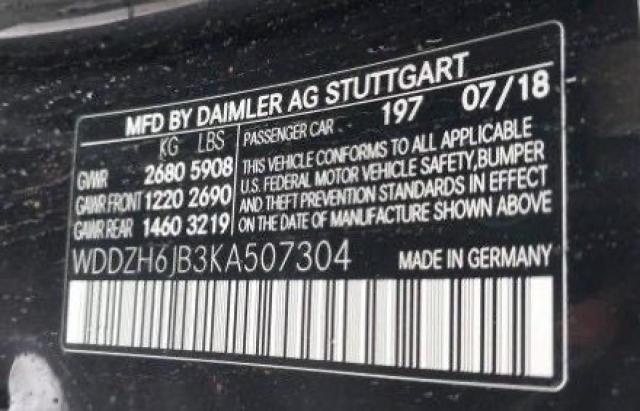 MFD BY DAIMLER AG STUTTGART
KG LBS
GVWR 2680 5908
GAWR FRONT 1220 2690
GAWR REAR 1460 3219
PASSENGER CAR 197 07/18
THIS VEHICLE CONFORMS TO ALL APPLICABLE
U.S. FEDERAL MOTOR VEHICLE SAFETY,BUMPER
AND THEFT PREVENTION STANDARDS IN EFFECT
ON THE DATE OF MANUFACTURE SHOWN ABOVE
WDDZH6JB3KA507304 MADE IN GERMANY